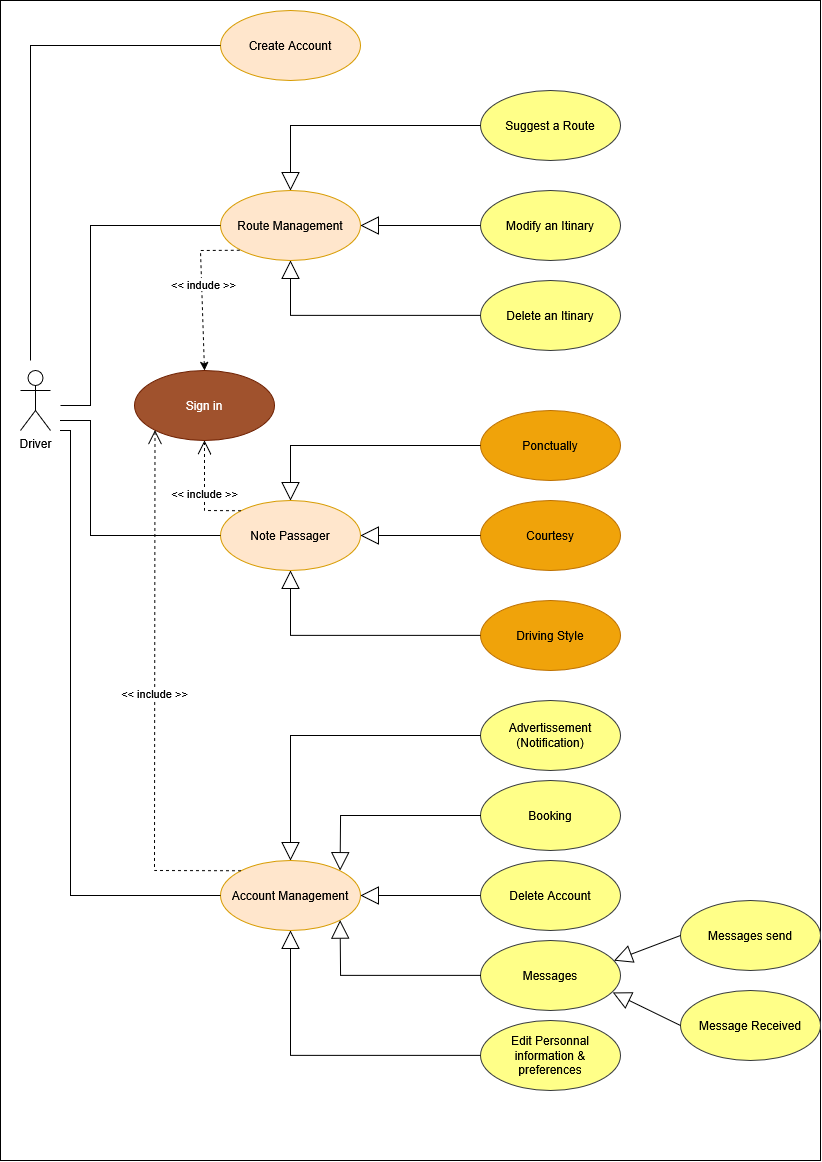 Create Account
Suggest a Route
Route Management
Modify an Itinary
<< indude >>
Delete an Itinary
Sign in
Driver
Ponctually
<< include >>
Note Passager
Courtesy
Driving Style
<< include >>
Advertissement
(Notification)
Booking
Account Management
Delete Account
Messages send
Messages
Message Received
Edit Personnal
information &
preferences